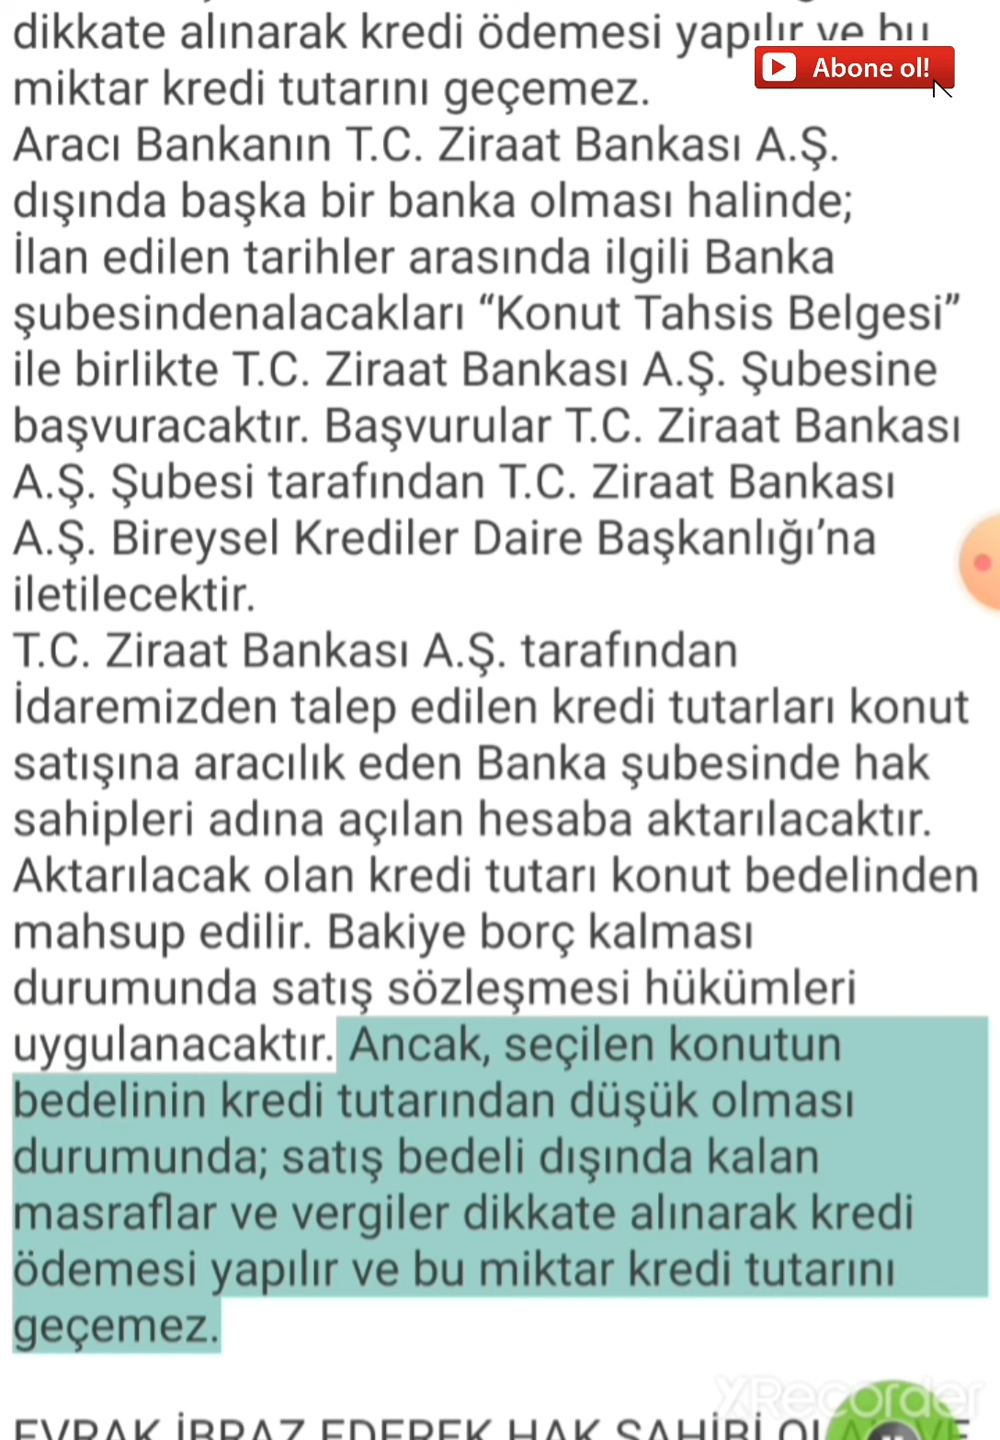 dikkate alınarak kredi ödemesi yapılır ve bu
Abone ol!
miktar kredi tutarını geçemez.
Aracı Bankanın T.C. Ziraat Bankası A.Ş.
dışında başka bir banka olması halinde;
İlan edilen tarihler arasında ilgili Banka
şubesindenalacakları “Konut Tahsis Belgesi”
ile birlikte T.C. Ziraat Bankası A.Ş. Şubesine
başvuracaktır. Başvurular T.C. Ziraat Bankası
A.Ş. Şubesi tarafından T.C. Ziraat Bankası
A.Ş. Bireysel Krediler Daire Başkanlığı’na
iletilecektir.
T.C. Ziraat Bankası A.Ş. tarafından
İdaremizden talep edilen kredi tutarları konut
satışına aracılık eden Banka şubesinde hak
sahipleri adına açılan hesaba aktarılacaktır.
Aktarılacak olan kredi tutarı konut bedelinden
mahsup edilir. Bakiye borç kalması
durumunda satış sözleşmesi hükümleri
uygulanacaktır. Ancak, seçilen konutun
bedelinin kredi tutarından düşük olması
durumunda; satış bedeli dışında kalan
masraflar ve vergiler dikkate alınarak kredi
ödemesi yapılır ve bu miktar kredi tutarını
geçemez.
XRecorder
EVRAK İBRAZ EDEREK HAK SAHİBİ